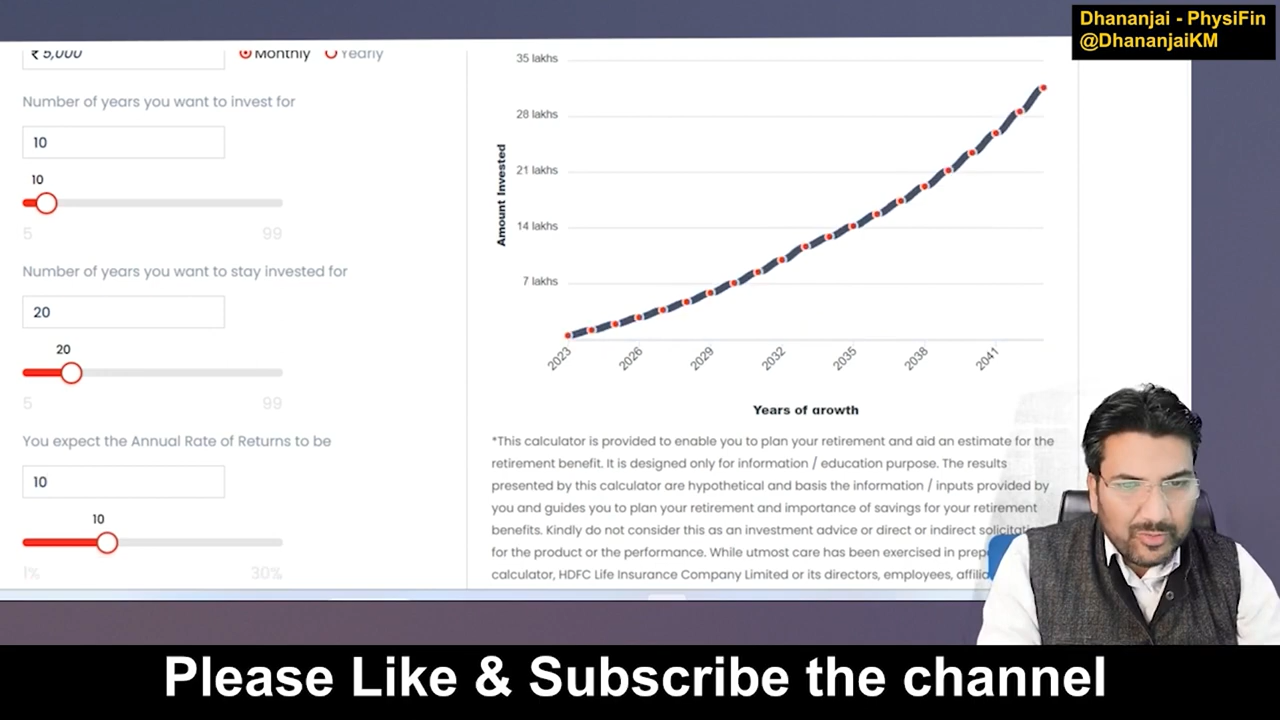 Dhananjai - PhysiFin
@DhananjaiKM
₹ 5,000
Monthly
Yearly
Number of years you want to invest for
10
10
5
99
Number of years you want to stay invested for
20
20
5
99
You expect the Annual Rate of Returns to be
10
10
1%
30%
35 lakhs
28 lakhs
21 lakhs
14 lakhs
7 lakhs
Amount Invested
2023
2026
2029
2032
2035
2038
2041
Years of growth
*This calculator is provided to enable you to plan your retirement and aid an estimate for the
retirement benefit. It is designed only for information / education purpose. The results
presented by this calculator are hypothetical and basis the information / inputs provided by
you and guides you to plan your retirement and importance of savings for your retirement
benefits. Kindly do not consider this as an investment advice or direct or indirect
for the product or the performance. While utmost care has been exercised in
calculator, HDFC Life Insurance Company Limited or its directors, employees,
Please Like & Subscribe the channel